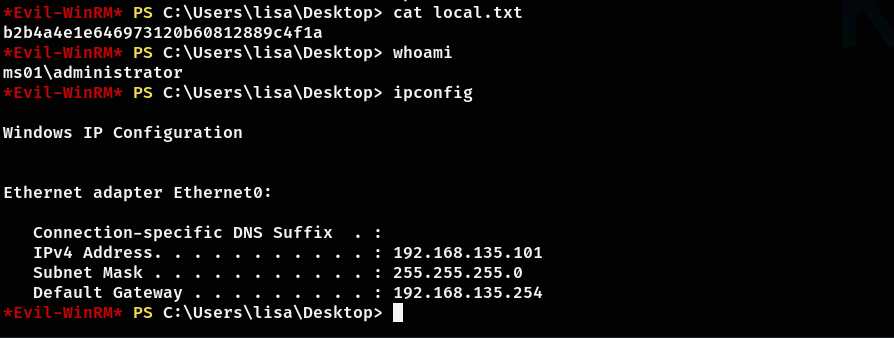 *Evil-WinRM* PS C:\Users\lisa\Desktop> cat local.txt
b2b4a4e1e646973120b60812889c4f1a
*Evil-WinRM* PS C:\Users\lisa\Desktop> whoami
ms01\administrator
*Evil-WinRM* PS C:\Users\lisa\Desktop> ipconfig
Windows IP Configuration
Ethernet adapter Ethernet0:
Connection-specific DNS Suffix  . :
IPv4 Address. . . . . . . . . . . : 192.168.135.101
Subnet Mask . . . . . . . . . . . : 255.255.255.0
Default Gateway . . . . . . . . . : 192.168.135.254
*Evil-WinRM* PS C:\Users\lisa\Desktop>